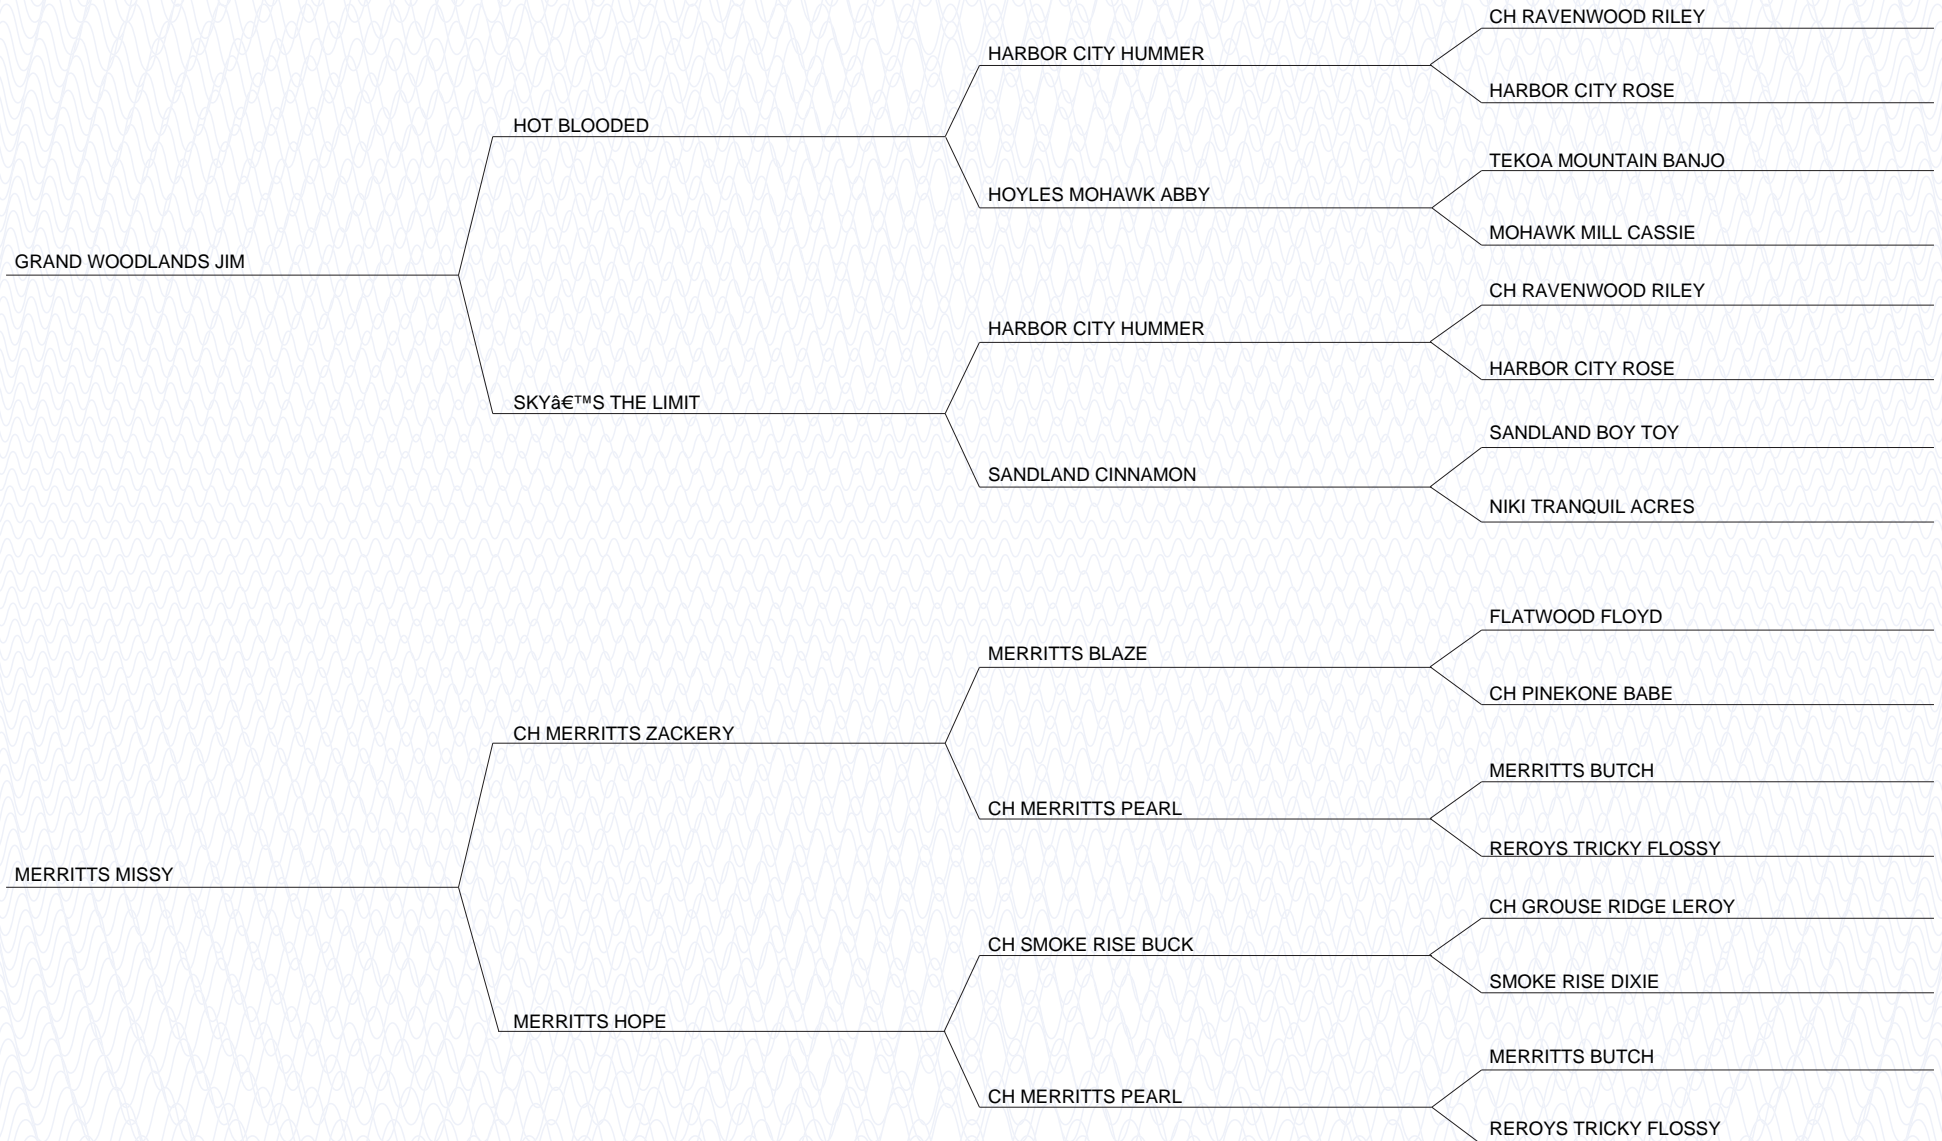 CH RAVENWOOD RILEY
HARBOR CITY HUMMER
HARBOR CITY ROSE
HOT BLOODED
TEKOA MOUNTAIN BANJO
HOYLES MOHAWK ABBY
MOHAWK MILL CASSIE
GRAND WOODLANDS JIM
CH RAVENWOOD RILEY
HARBOR CITY HUMMER
HARBOR CITY ROSE
SKYâ€™S THE LIMIT
SANDLAND BOY TOY
SANDLAND CINNAMON
NIKI TRANQUIL ACRES
FLATWOOD FLOYD
MERRITTS BLAZE
CH PINEKONE BABE
CH MERRITTS ZACKERY
MERRITTS BUTCH
CH MERRITTS PEARL
REROYS TRICKY FLOSSY
MERRITTS MISSY
CH GROUSE RIDGE LEROY
CH SMOKE RISE BUCK
SMOKE RISE DIXIE
MERRITTS HOPE
MERRITTS BUTCH
CH MERRITTS PEARL
REROYS TRICKY FLOSSY